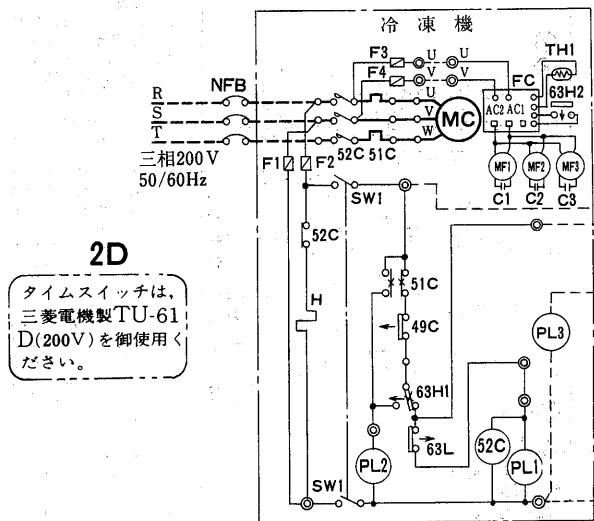 冷凍機
F3
U
U
F4
V
V
FC
TH1
63H2
AC2
AC1
NFB
R
S
T
U
V
W
MC
52C
51C
三相200V
50/60Hz
F1
F2
MF1
MF2
MF3
C1
C2
C3
SW1
52C
H
51C
49C
63H1
63L
PL2
SW1
52C
PL1
PL3
2D
タイムスイッチは,
三菱電機製TU-61
D(200V)を御使用く
ださい。